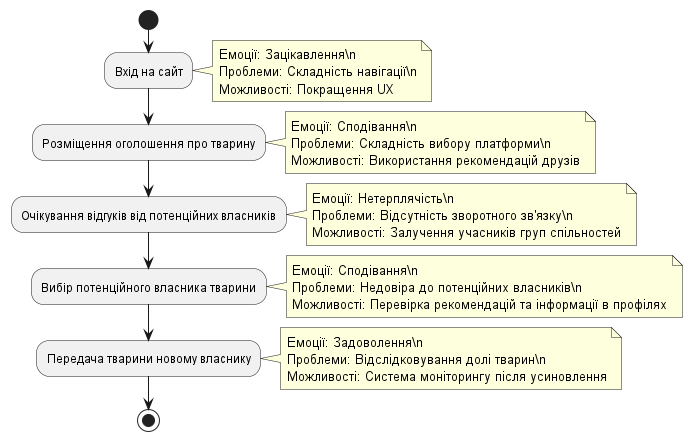 Вхід на сайт
Емоції: Зацікавлення\n
Проблеми: Складність навігації\n
Можливості: Покращення UX
Розміщення оголошення про тварину
Емоції: Сподівання\n
Проблеми: Складність вибору платформи\n
Можливості: Використання рекомендацій друзів
Очікування відгуків від потенційних власників
Емоції: Нетерплячість\n
Проблеми: Відсутність зворотного зв'язку\n
Можливості: Залучення учасників груп спільностей
Вибір потенційного власника тварини
Емоції: Сподівання\n
Проблеми: Недовіра до потенційних власників\n
Можливості: Перевірка рекомендацій та інформації в профілях
Передача тварини новому власнику
Емоції: Задоволення\n
Проблеми: Відслідковування долі тварин\n
Можливості: Система моніторингу після усиновлення